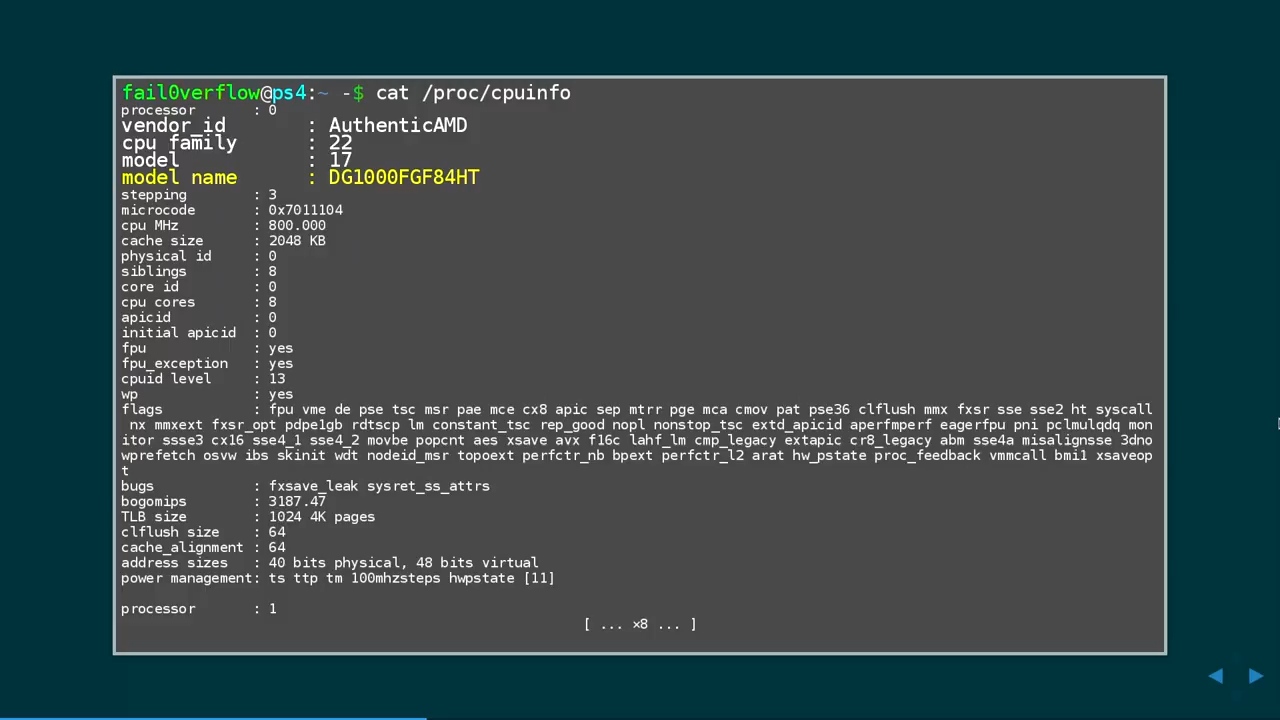 fail0verflow@ps4:~ -$ cat /proc/cpuinfo
processor : 0
vendor_id : AuthenticAMD
cpu family : 22
model : 17
model name : DG1000FGF84HT
stepping : 3
microcode : 0x7011104
cpu MHz : 800.000
cache size : 2048 KB
physical id : 0
siblings : 8
core id : 0
cpu cores : 8
apicid : 0
initial apicid : 0
fpu : yes
fpu_exception : yes
cpuid level : 13
wp : yes
flags : fpu vme de pse tsc msr pae mce cx8 apic sep mtrr pge mca cmov pat pse36 clflush mmx fxsr sse sse2 ht syscall
nx mmxext fxsr_opt pdpe1gb rdtscp lm constant_tsc rep_good nopl nonstop_tsc extd_apicid aperfmperf eagerfpu pni pclmulqdq mon
itor ssse3 cx16 sse4_1 sse4_2 movbe popcnt aes xsave avx f16c lahf_lm cmp_legacy extapic cr8_legacy abm sse4a misalignsse 3dno
wprefetch osvw ibs skinit wdt nodeid_msr topoext perfctr_nb bpext perfctr_l2 arat hw_pstate proc_feedback vmmcall bmi1 xsaveop
t
bugs : fxsave_leak sysret_ss_attrs
bogomips : 3187.47
TLB size : 1024 4K pages
clflush size : 64
cache_alignment : 64
address sizes : 40 bits physical, 48 bits virtual
power management: ts ttp tm 100mhzsteps hwpstate [11]
processor : 1
[ ... ×8 ... ]